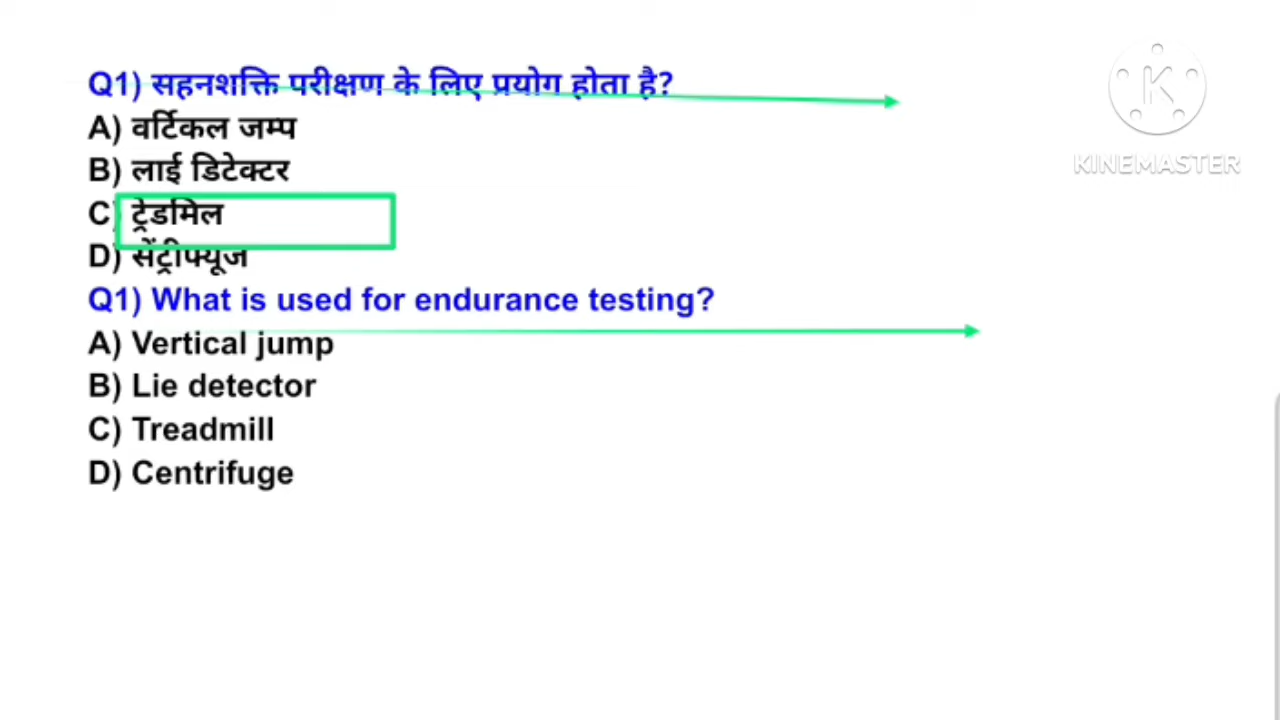 Q1) सहनशक्ति परीक्षण के लिए प्रयोग होता है?
A) वर्टिकल जम्प
B) लाई डिटेक्टर
C) ट्रेडमिल
D) सेंट्रीफ्यूज
Q1) What is used for endurance testing?
A) Vertical jump
B) Lie detector
C) Treadmill
D) Centrifuge
K
KINEMASTER